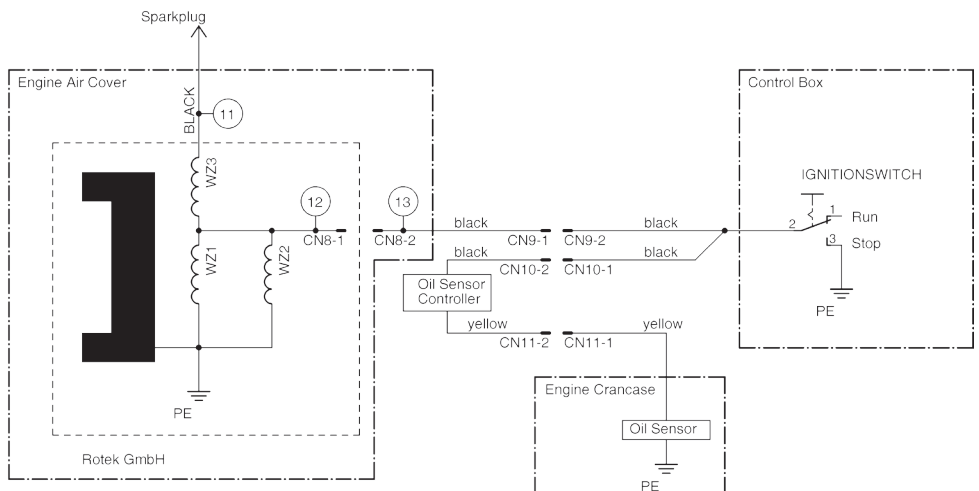 Sparkplug
Engine Air Cover
BLACK
11
WZ3
12
13
CN8-1
CN8-2
WZ1
WZ2
PE
Rotek GmbH
black
black
CN9-1
CN9-2
black
CN10-2
CN10-1
Oil Sensor
Controller
yellow
yellow
CN11-2
CN11-1
Engine Crancase
Oil Sensor
PE
Control Box
IGNITIONSWITCH
1
Run
2
3
Stop
PE